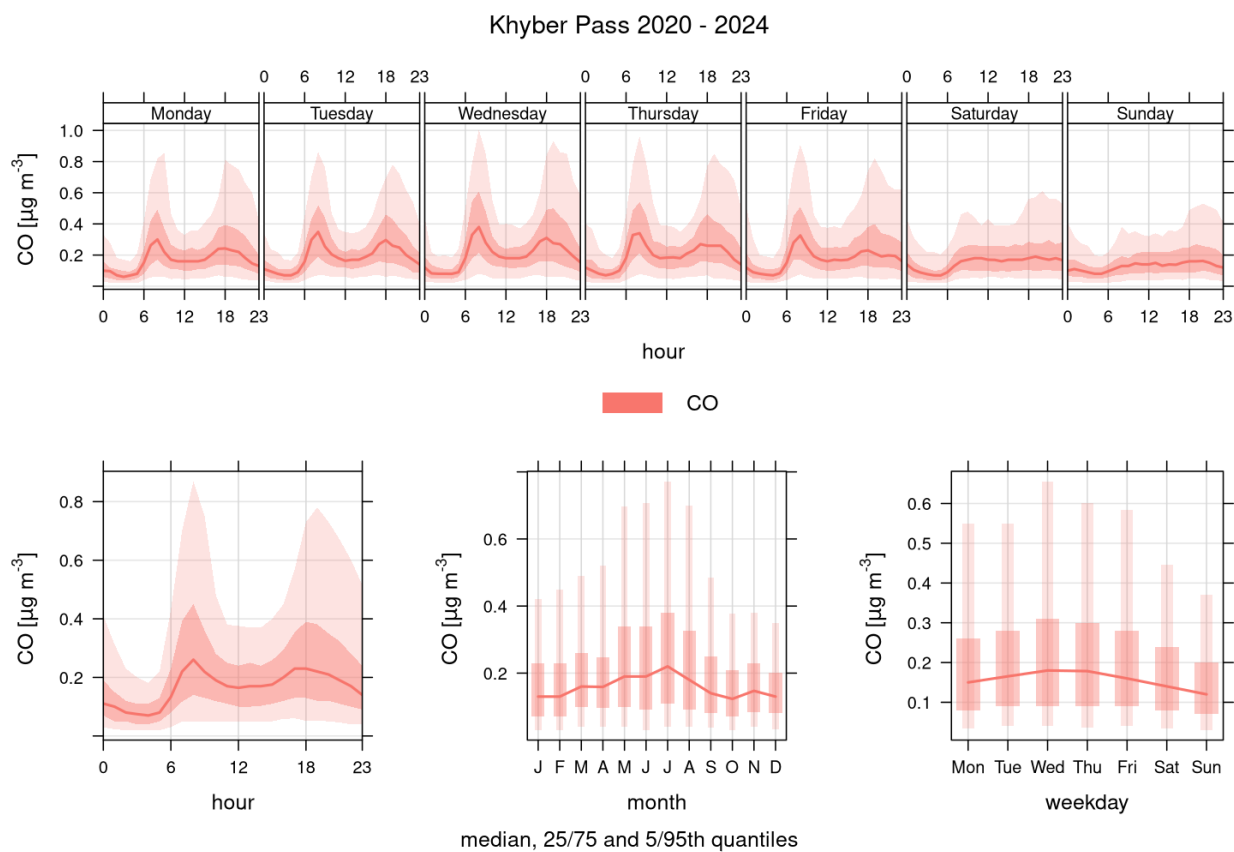 Khyber Pass 2020 - 2024
0 6 12 18 23 0 6 12 18 23 0 6 12 18 23
Monday Tuesday Wednesday Thursday Friday Saturday Sunday
1.0
0.8
0.6
0.4
0.2
CO [µg m-3]
0 6 12 18 23 0 6 12 18 23 0 6 12 18 23 0 6 12 18 23
hour
CO
0.8
0.6
0.4
0.2
CO [µg m-3]
0 6 12 18 23
hour
0.6
0.4
0.2
CO [µg m-3]
J F M A M J J A S O N D
month
0.6
0.5
0.4
0.3
0.2
0.1
CO [µg m-3]
Mon Tue Wed Thu Fri Sat Sun
weekday
median, 25/75 and 5/95th quantiles